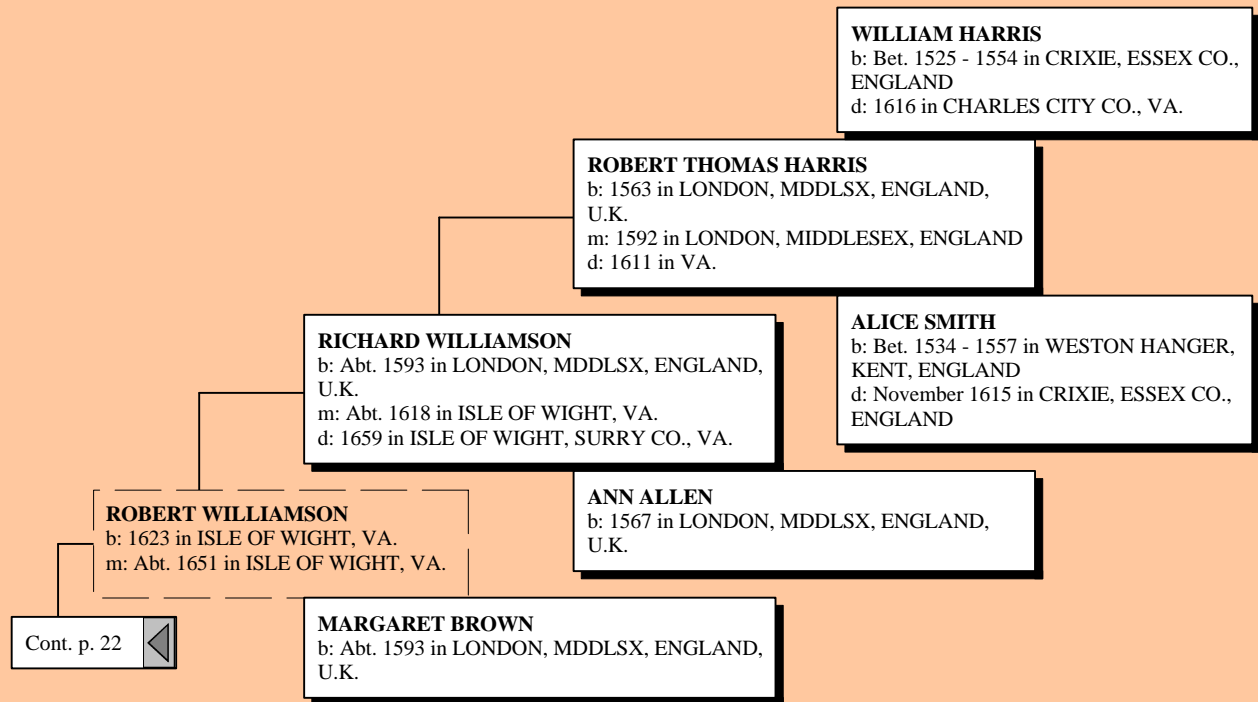 WILLIAM HARRIS
b: Bet. 1525 - 1554 in CRIXIE, ESSEX CO.,
ENGLAND
d: 1616 in CHARLES CITY CO., VA.
ROBERT THOMAS HARRIS
b: 1563 in LONDON, MDDLSX, ENGLAND,
U.K.
m: 1592 in LONDON, MIDDLESEX, ENGLAND
d: 1611 in VA.
ALICE SMITH
b: Bet. 1534 - 1557 in WESTON HANGER,
KENT, ENGLAND
d: November 1615 in CRIXIE, ESSEX CO.,
ENGLAND
RICHARD WILLIAMSON
b: Abt. 1593 in LONDON, MDDLSX, ENGLAND,
U.K.
m: Abt. 1618 in ISLE OF WIGHT, VA.
d: 1659 in ISLE OF WIGHT, SURRY CO., VA.
ANN ALLEN
b: 1567 in LONDON, MDDLSX, ENGLAND,
U.K.
ROBERT WILLIAMSON
b: 1623 in ISLE OF WIGHT, VA.
m: Abt. 1651 in ISLE OF WIGHT, VA.
MARGARET BROWN
b: Abt. 1593 in LONDON, MDDLSX, ENGLAND,
U.K.
Cont. p. 22